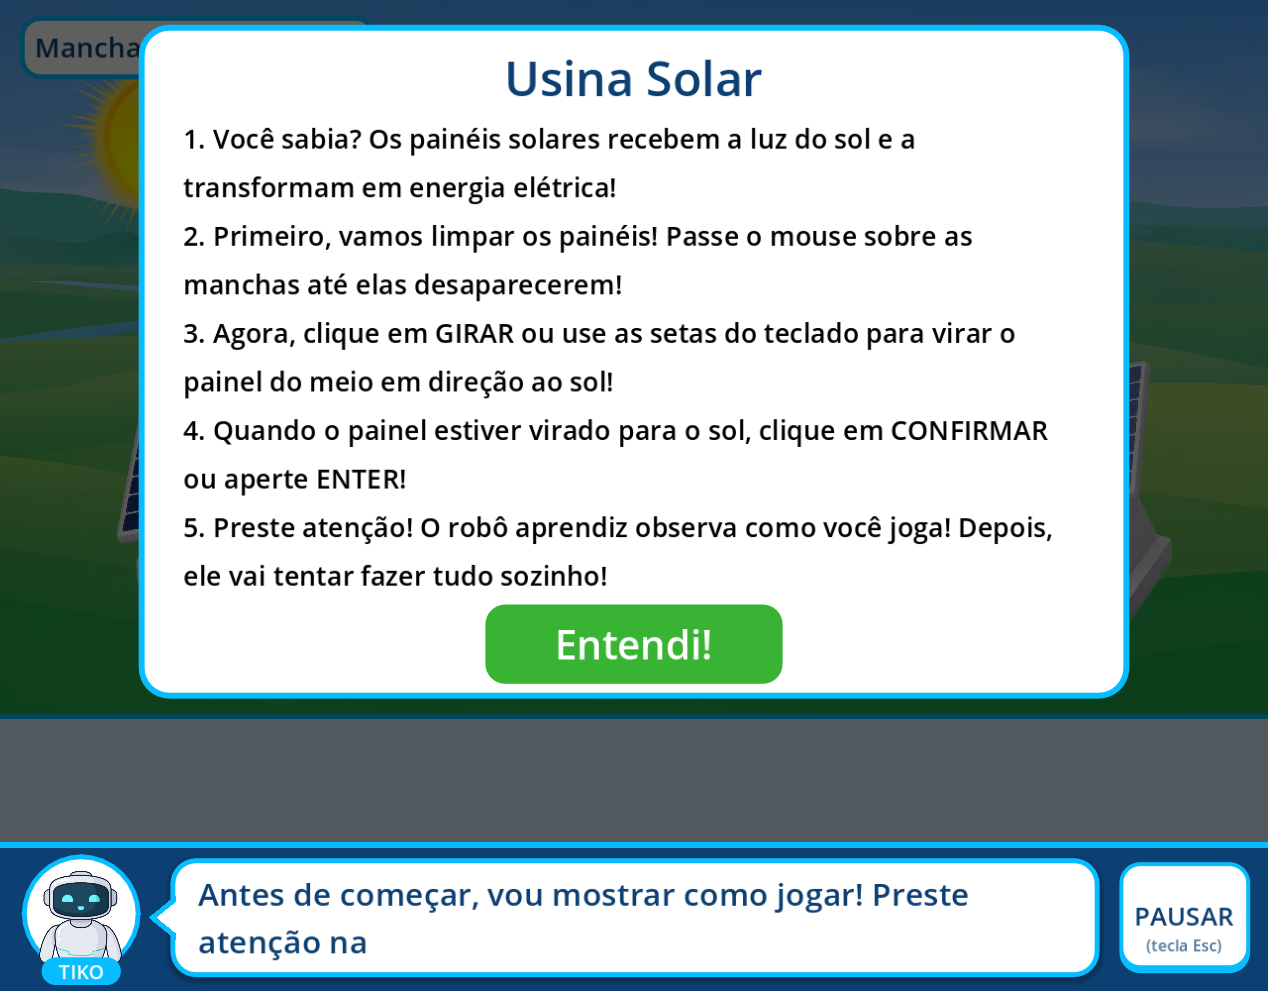 Mancha
Usina Solar
1. Você sabia? Os painéis solares recebem a luz do sol e a
transformam em energia elétrica!
2. Primeiro, vamos limpar os painéis! Passe o mouse sobre as
manchas até elas desaparecerem!
3. Agora, clique em GIRAR ou use as setas do teclado para virar o
painel do meio em direção ao sol!
4. Quando o painel estiver virado para o sol, clique em CONFIRMAR
ou aperte ENTER!
5. Preste atenção! O robô aprendiz observa como você joga! Depois,
ele vai tentar fazer tudo sozinho!
Entendi!
Antes de começar, vou mostrar como jogar! Preste
atenção na
TIKO
PAUSAR
(tecla Esc)